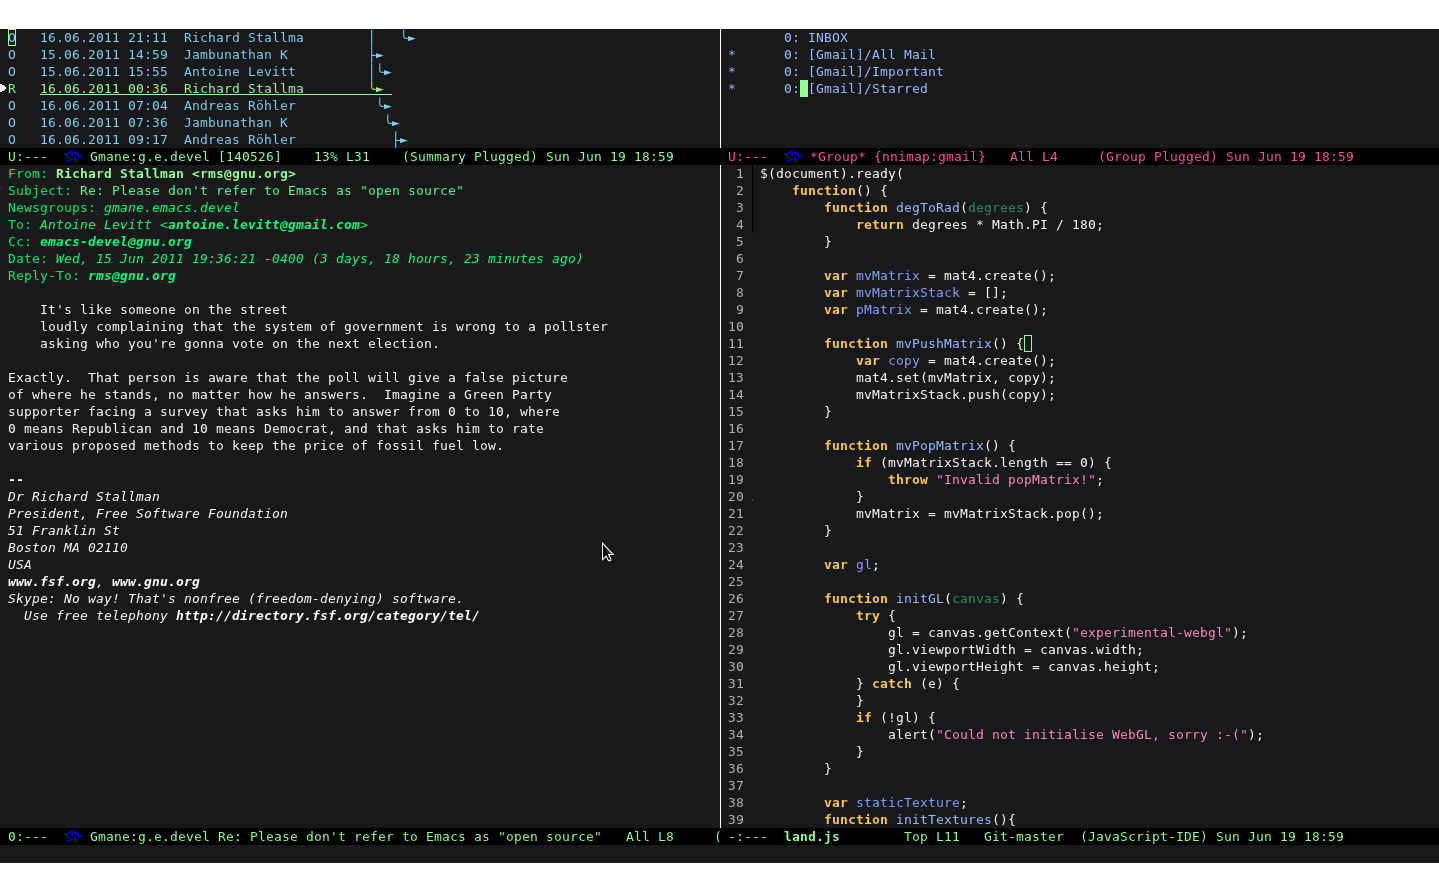 O   16.06.2011 21:11  Richard Stallma
O   15.06.2011 14:59  Jambunathan K
O   15.06.2011 15:55  Antoine Levitt
R   16.06.2011 00:36  Richard Stallma
O   16.06.2011 07:04  Andreas Röhler
O   16.06.2011 07:36  Jambunathan K
O   16.06.2011 09:17  Andreas Röhler
U:---  Gmane:g.e.devel [140526]    13% L31    (Summary Plugged) Sun Jun 19 18:59
From: Richard Stallman <rms@gnu.org>
Subject: Re: Please don't refer to Emacs as "open source"
Newsgroups: gmane.emacs.devel
To: Antoine Levitt <antoine.levitt@gmail.com>
Cc: emacs-devel@gnu.org
Date: Wed, 15 Jun 2011 19:36:21 -0400 (3 days, 18 hours, 23 minutes ago)
Reply-To: rms@gnu.org
    It's like someone on the street
    loudly complaining that the system of government is wrong to a pollster
    asking who you're gonna vote on the next election.
Exactly.  That person is aware that the poll will give a false picture
of where he stands, no matter how he answers.  Imagine a Green Party
supporter facing a survey that asks him to answer from 0 to 10, where
0 means Republican and 10 means Democrat, and that asks him to rate
various proposed methods to keep the price of fossil fuel low.
--
Dr Richard Stallman
President, Free Software Foundation
51 Franklin St
Boston MA 02110
USA
www.fsf.org, www.gnu.org
Skype: No way! That's nonfree (freedom-denying) software.
  Use free telephony http://directory.fsf.org/category/tel/
0:---  Gmane:g.e.devel Re: Please don't refer to Emacs as "open source"   All L8     (
       0: INBOX
*      0: [Gmail]/All Mail
*      0: [Gmail]/Important
*      0: [Gmail]/Starred
U:---  *Group* {nnimap:gmail}   All L4     (Group Plugged) Sun Jun 19 18:59
1  $(document).ready(
2      function() {
3          function degToRad(degrees) {
4              return degrees * Math.PI / 180;
5          }
6
7          var mvMatrix = mat4.create();
8          var mvMatrixStack = [];
9          var pMatrix = mat4.create();
10
11         function mvPushMatrix() {
12             var copy = mat4.create();
13             mat4.set(mvMatrix, copy);
14             mvMatrixStack.push(copy);
15         }
16
17         function mvPopMatrix() {
18             if (mvMatrixStack.length == 0) {
19                 throw "Invalid popMatrix!";
20             }
21             mvMatrix = mvMatrixStack.pop();
22         }
23
24         var gl;
25
26         function initGL(canvas) {
27             try {
28                 gl = canvas.getContext("experimental-webgl");
29                 gl.viewportWidth = canvas.width;
30                 gl.viewportHeight = canvas.height;
31             } catch (e) {
32             }
33             if (!gl) {
34                 alert("Could not initialise WebGL, sorry :-(");
35             }
36         }
37
38         var staticTexture;
39         function initTextures(){
-:---  land.js        Top L11   Git-master  (JavaScript-IDE) Sun Jun 19 18:59